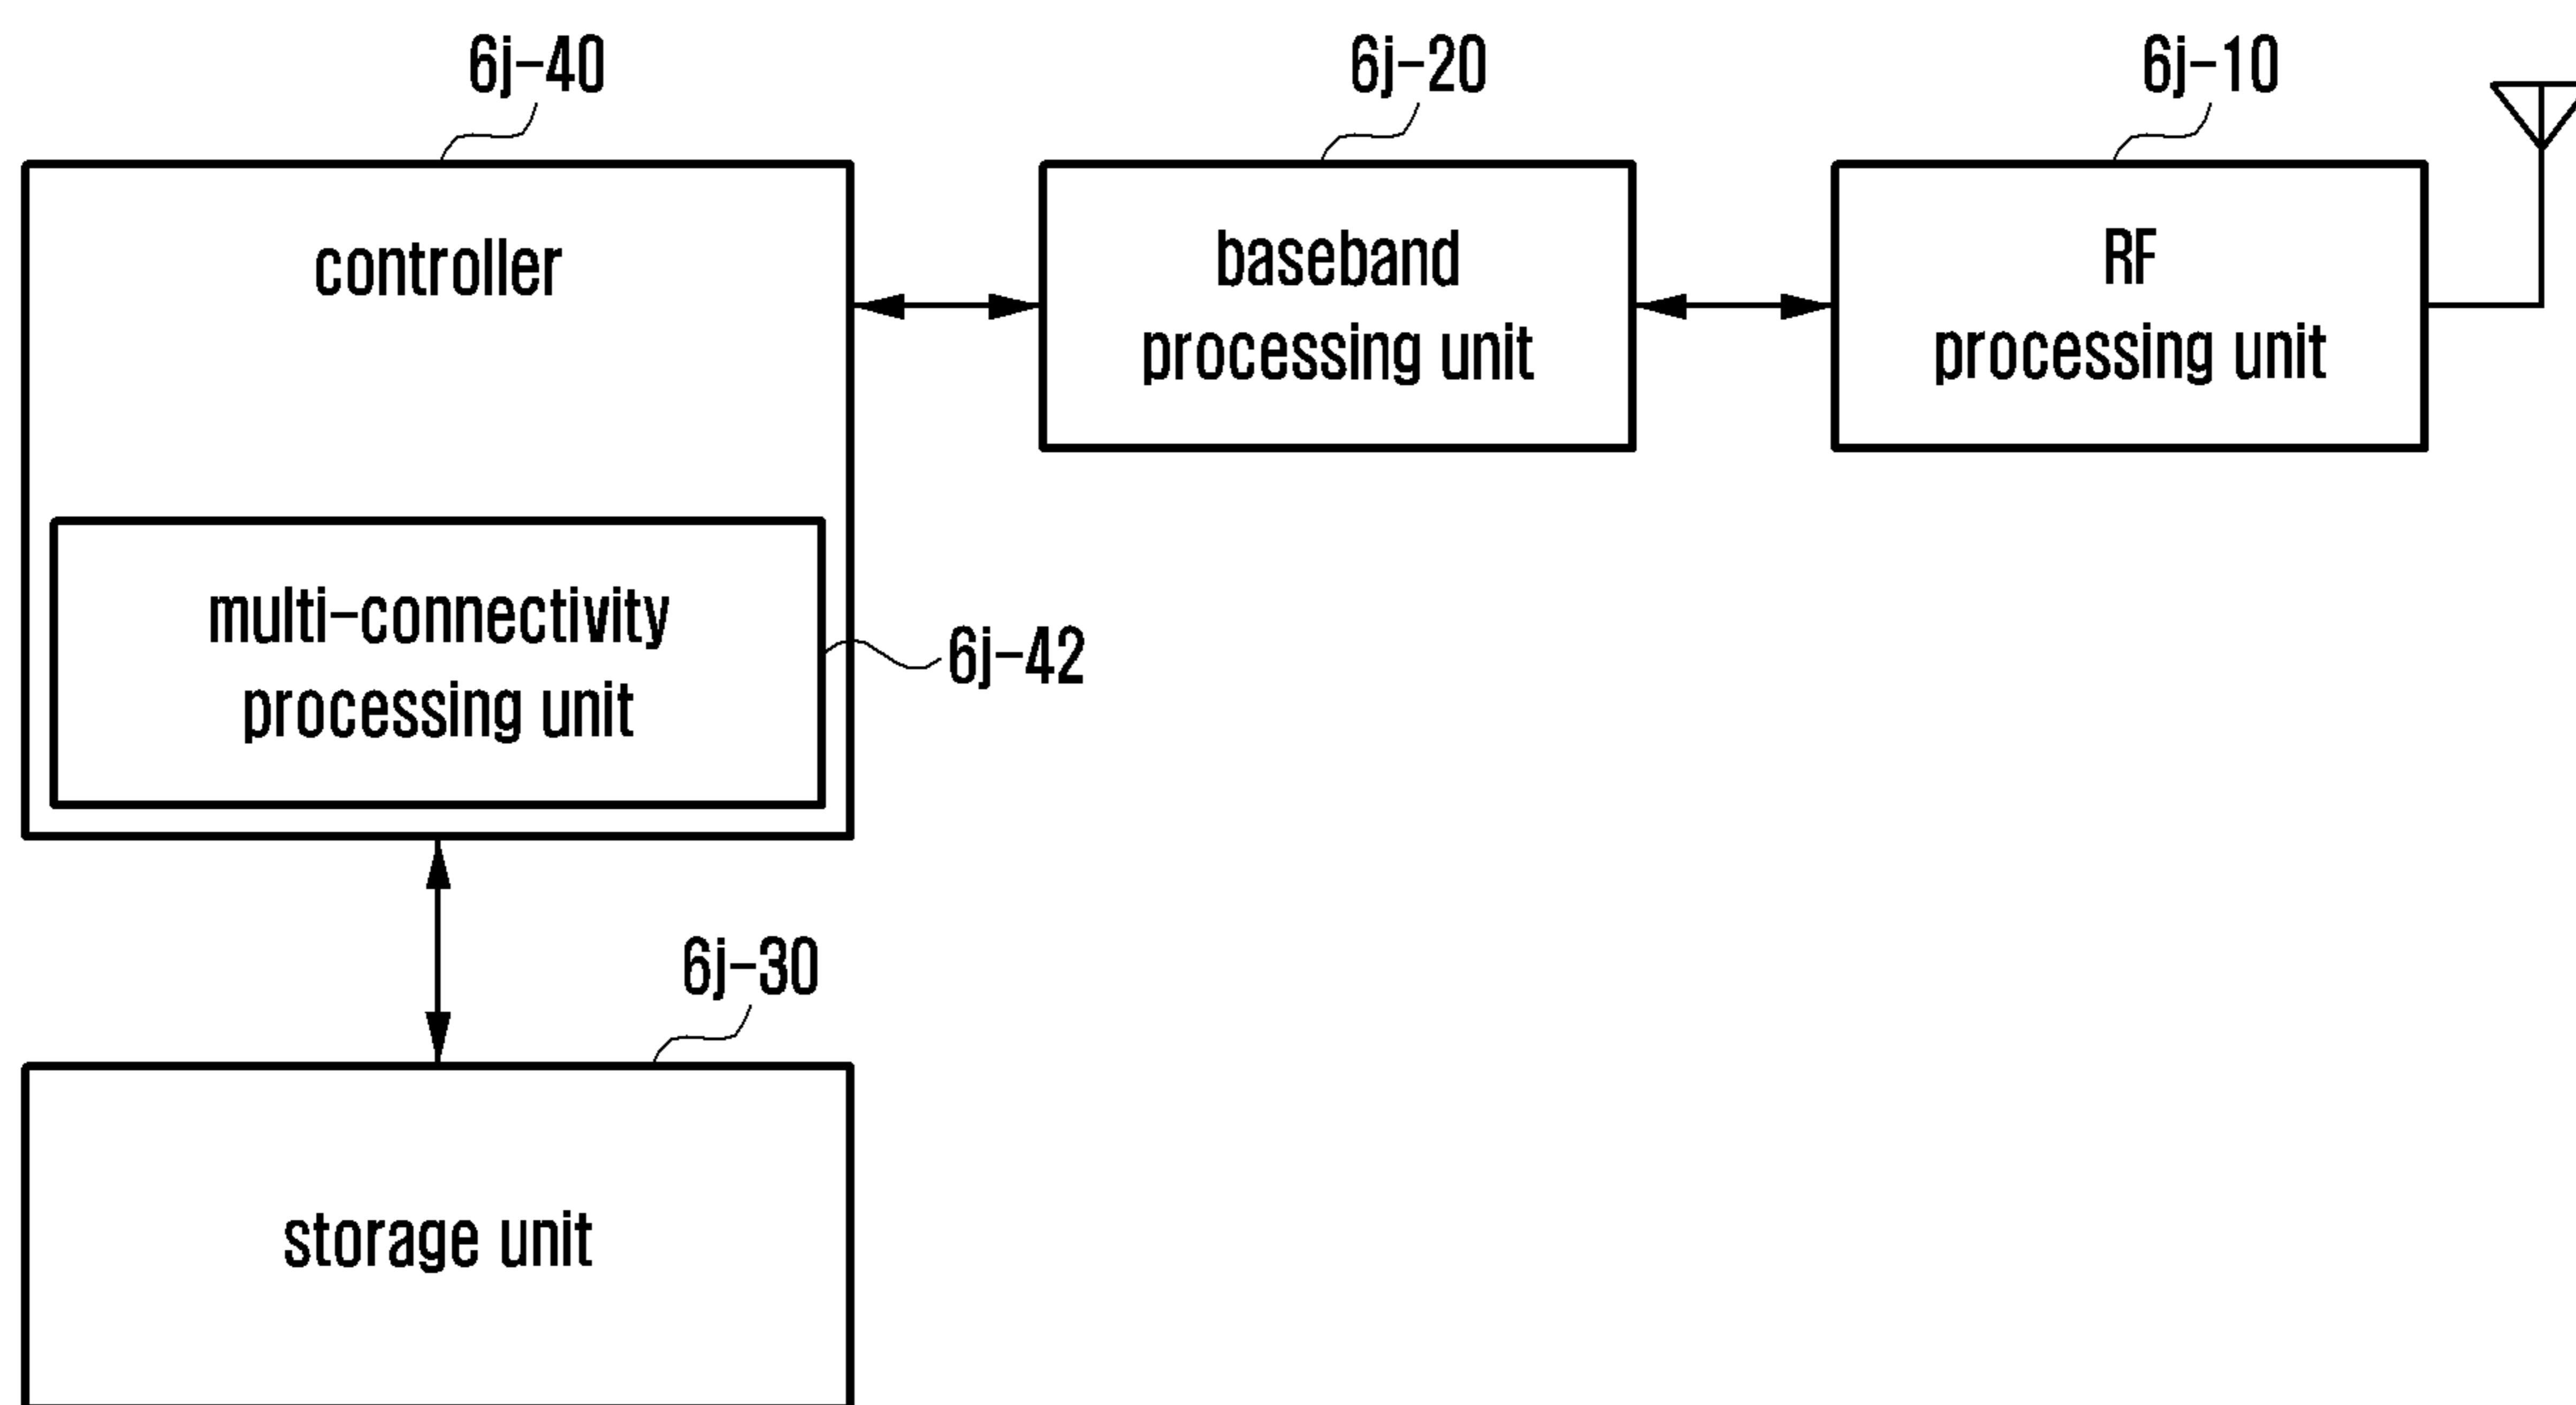 6j-40
6j-20
6j-10
controller
baseband
processing unit
RF
processing unit
multi-connectivity
processing unit
6j-42
6j-30
storage unit